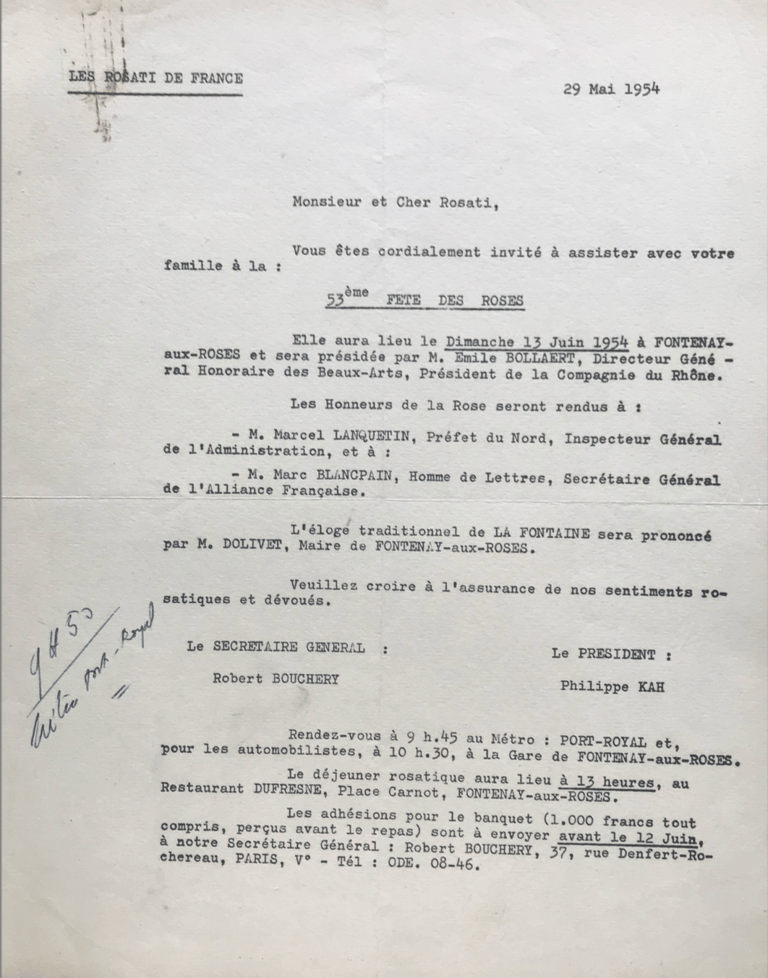 LES ROSATI DE FRANCE
29 Mai 1954
Monsieur et Cher Rosati,
Vous êtes cordialement invité à assister avec votre
famille à la :
53ème FETE DES ROSES
Elle aura lieu le Dimanche 13 Juin 1954 à FONTENAY-
aux-ROSES et sera présidée par M. Emile BOLLAERT, Directeur Géné -
ral Honoraire des Beaux-Arts, Président de la Compagnie du Rhône.
Les Honneurs de la Rose seront rendus à :
- M. Marcel LANQUETIN, Préfet du Nord, Inspecteur Général
de l'Administration, et à :
- M. Marc BLANCPAIN, Homme de Lettres, Secrétaire Général
de l'Alliance Française.
L'éloge traditionnel de LA FONTAINE sera prononcé
par M. DOLIVET, Maire de FONTENAY-aux-ROSES.
Veuillez croire à l'assurance de nos sentiments ro-
satiques et dévoués.
9 H 50
Port-Royal
Le SECRETAIRE GENERAL :
Robert BOUCHERY
Le PRESIDENT :
Philippe KAH
Rendez-vous à 9 h.45 au Métro : PORT-ROYAL et,
pour les automobilistes, à 10 h.30, à la Gare de FONTENAY-aux-ROSES.
Le déjeuner rosatique aura lieu à 13 heures, au
Restaurant DUFRESNE, Place Carnot, FONTENAY-aux-ROSES.
Les adhésions pour le banquet (1.000 francs tout
compris, perçus avant le repas) sont à envoyer avant le 12 Juin,
à notre Secrétaire Général : Robert BOUCHERY, 37, rue Denfert-Ro-
chereau, PARIS, V° - Tél : ODE. 08-46.